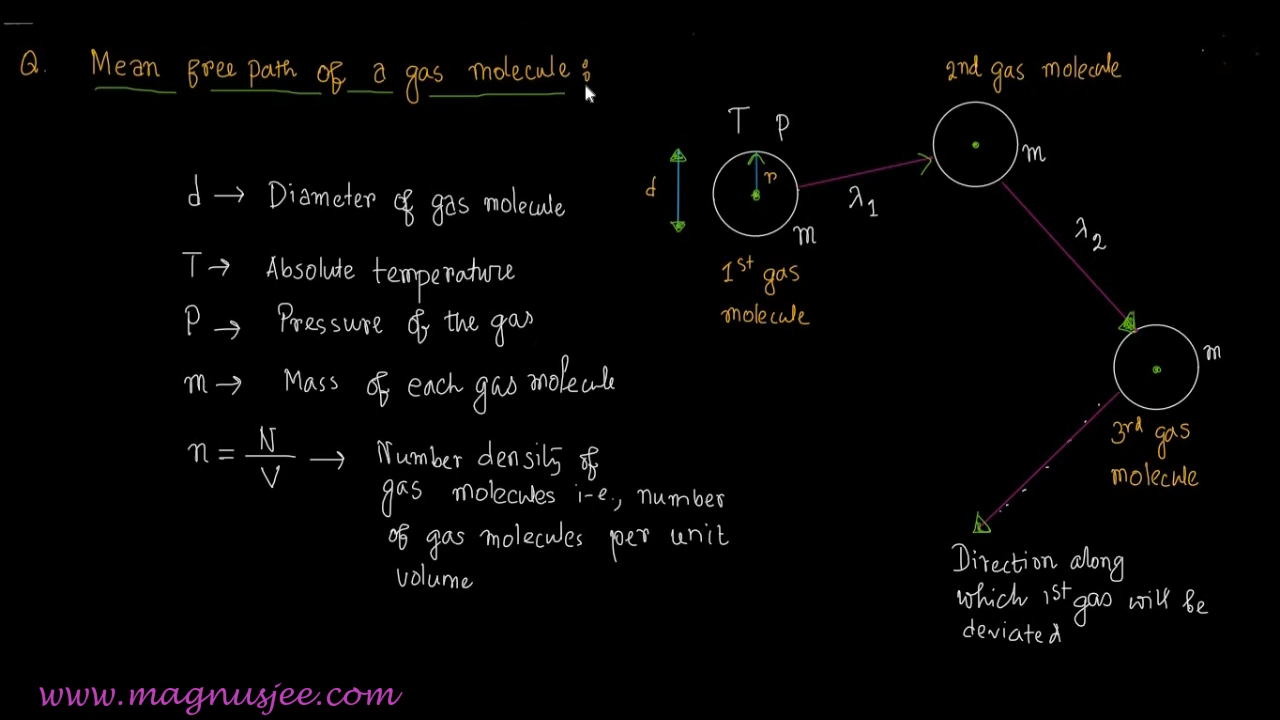 Q. Mean free path of a gas molecule :
d → Diameter of gas molecule
T → Absolute temperature
P → Pressure of the gas
m → Mass of each gas molecule
n = N/V → Number density of
gas molecules i-e., number
of gas molecules per unit
volume
2nd gas molecule
T P
d
r
m
λ1
m
1st gas
molecule
λ2
m
3rd gas
molecule
Direction along
which 1st gas will be
deviated
www.magnusjee.com